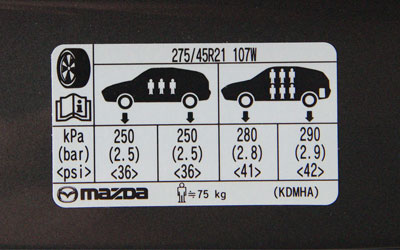 275/45R21 107W
kPa 250 250 280 290
(bar) (2.5) (2.5) (2.8) (2.9)
<psi> <36> <36> <41> <42>
mazda ≒75 kg (KDMHA)